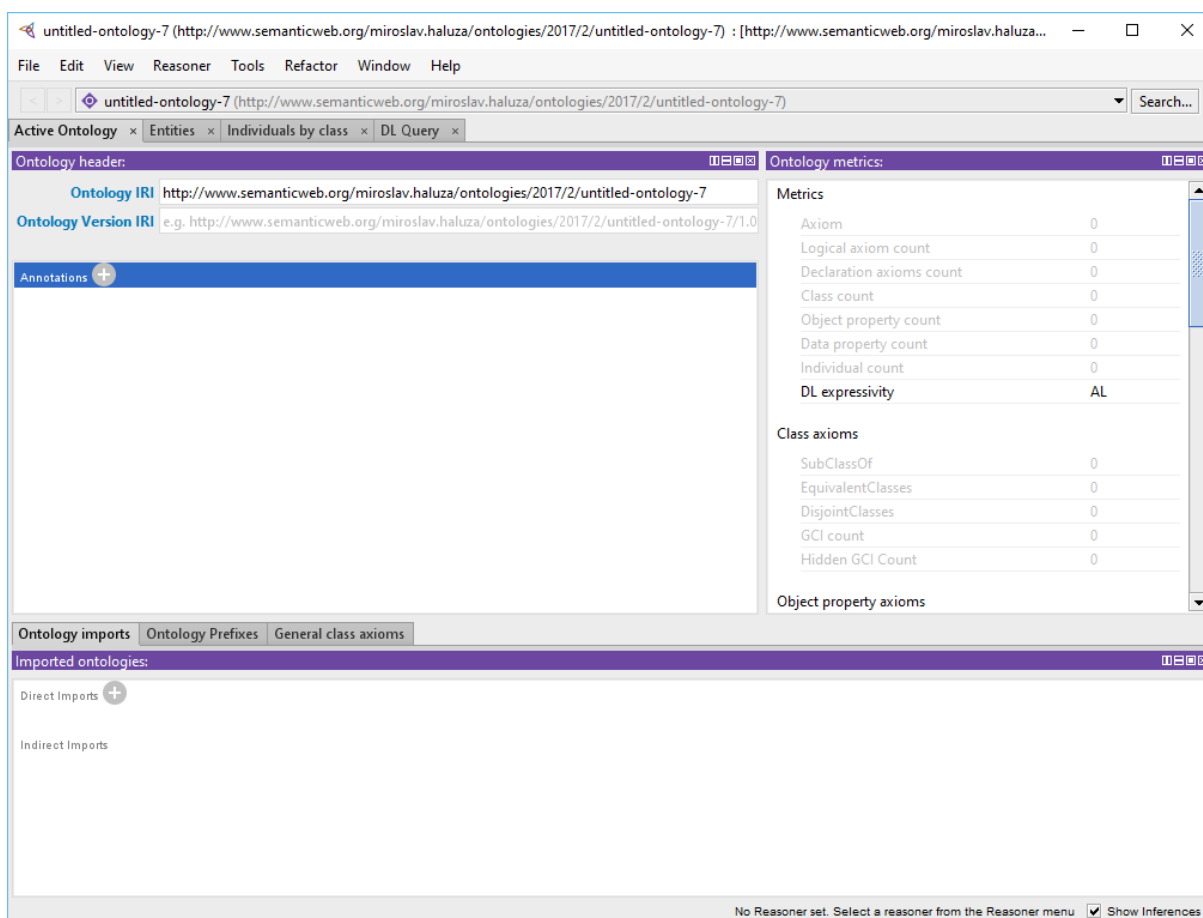 untitled-ontology-7 (http://www.semanticweb.org/miroslav.haluza/ontologies/2017/2/untitled-ontology-7) : [http://www.semanticweb.org/miroslav.haluza...
File Edit View Reasoner Tools Refactor Window Help
untitled-ontology-7 (http://www.semanticweb.org/miroslav.haluza/ontologies/2017/2/untitled-ontology-7)
Search...
Active Ontology × Entities × Individuals by class × DL Query ×
Ontology header:
Ontology IRI http://www.semanticweb.org/miroslav.haluza/ontologies/2017/2/untitled-ontology-7
Ontology Version IRI e.g. http://www.semanticweb.org/miroslav.haluza/ontologies/2017/2/untitled-ontology-7/1.0
Annotations
Ontology metrics:
Metrics
Axiom 0
Logical axiom count 0
Declaration axioms count 0
Class count 0
Object property count 0
Data property count 0
Individual count 0
DL expressivity AL
Class axioms
SubClassOf 0
EquivalentClasses 0
DisjointClasses 0
GCI count 0
Hidden GCI Count 0
Object property axioms
Ontology imports Ontology Prefixes General class axioms
Imported ontologies:
Direct Imports
Indirect Imports
No Reasoner set. Select a reasoner from the Reasoner menu Show Inferences